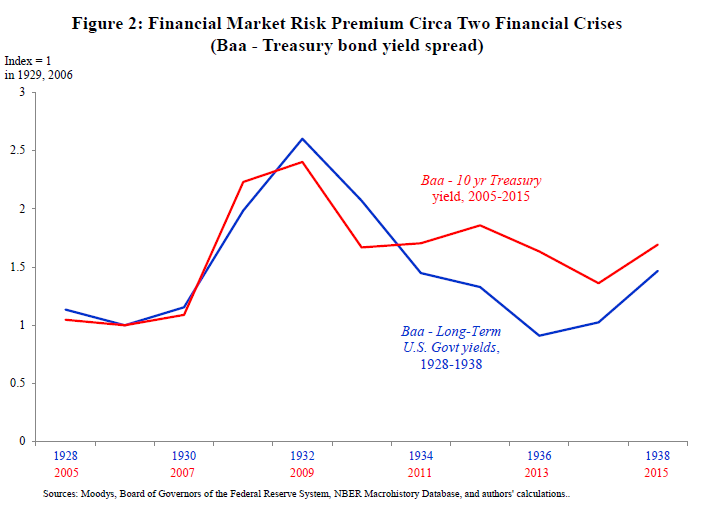 Figure 2: Financial Market Risk Premium Circa Two Financial Crises
(Baa - Treasury bond yield spread)
Index = 1
in 1929, 2006
3
2.5
2
1.5
1
0.5
0
Baa - 10 yr Treasury
yield, 2005-2015
Baa - Long-Term
U.S. Govt yields,
1928-1938
1928 1930 1932 1934 1936 1938
2005 2007 2009 2011 2013 2015
Sources: Moodys, Board of Governors of the Federal Reserve System, NBER Macrohistory Database, and authors' calculations..